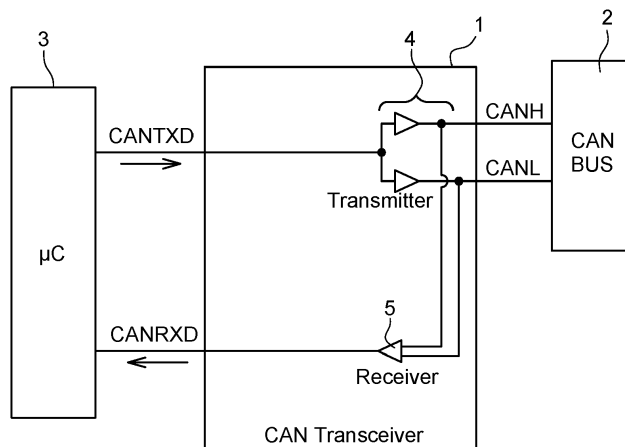 3
4
1
2
CANTXD
CANH
CANL
CAN
BUS
Transmitter
µC
CANRXD
5
Receiver
CAN Transceiver